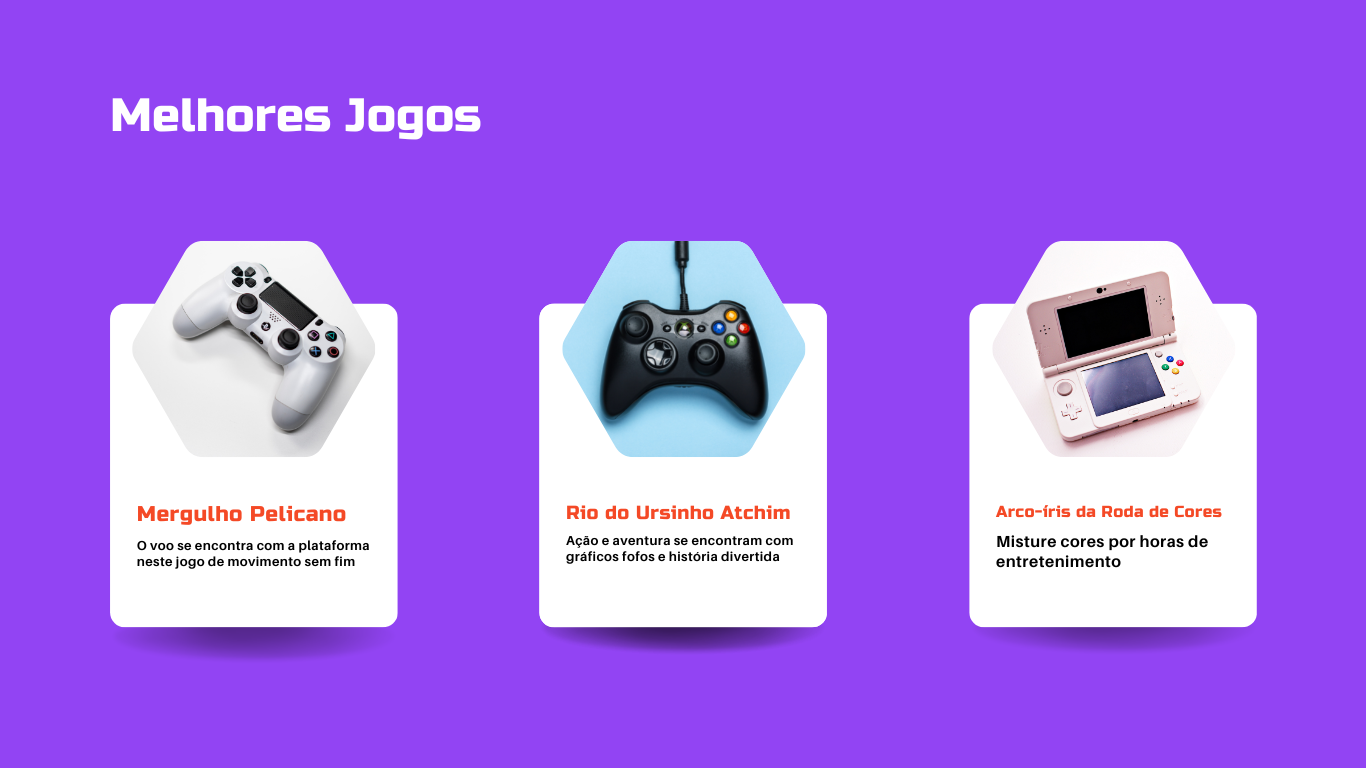 Melhores Jogos
Mergulho Pelicano
O voo se encontra com a plataforma
neste jogo de movimento sem fim
Rio do Ursinho Atchim
Ação e aventura se encontram com
gráficos fofos e história divertida
Arco-íris da Roda de Cores
Misture cores por horas de
entretenimento